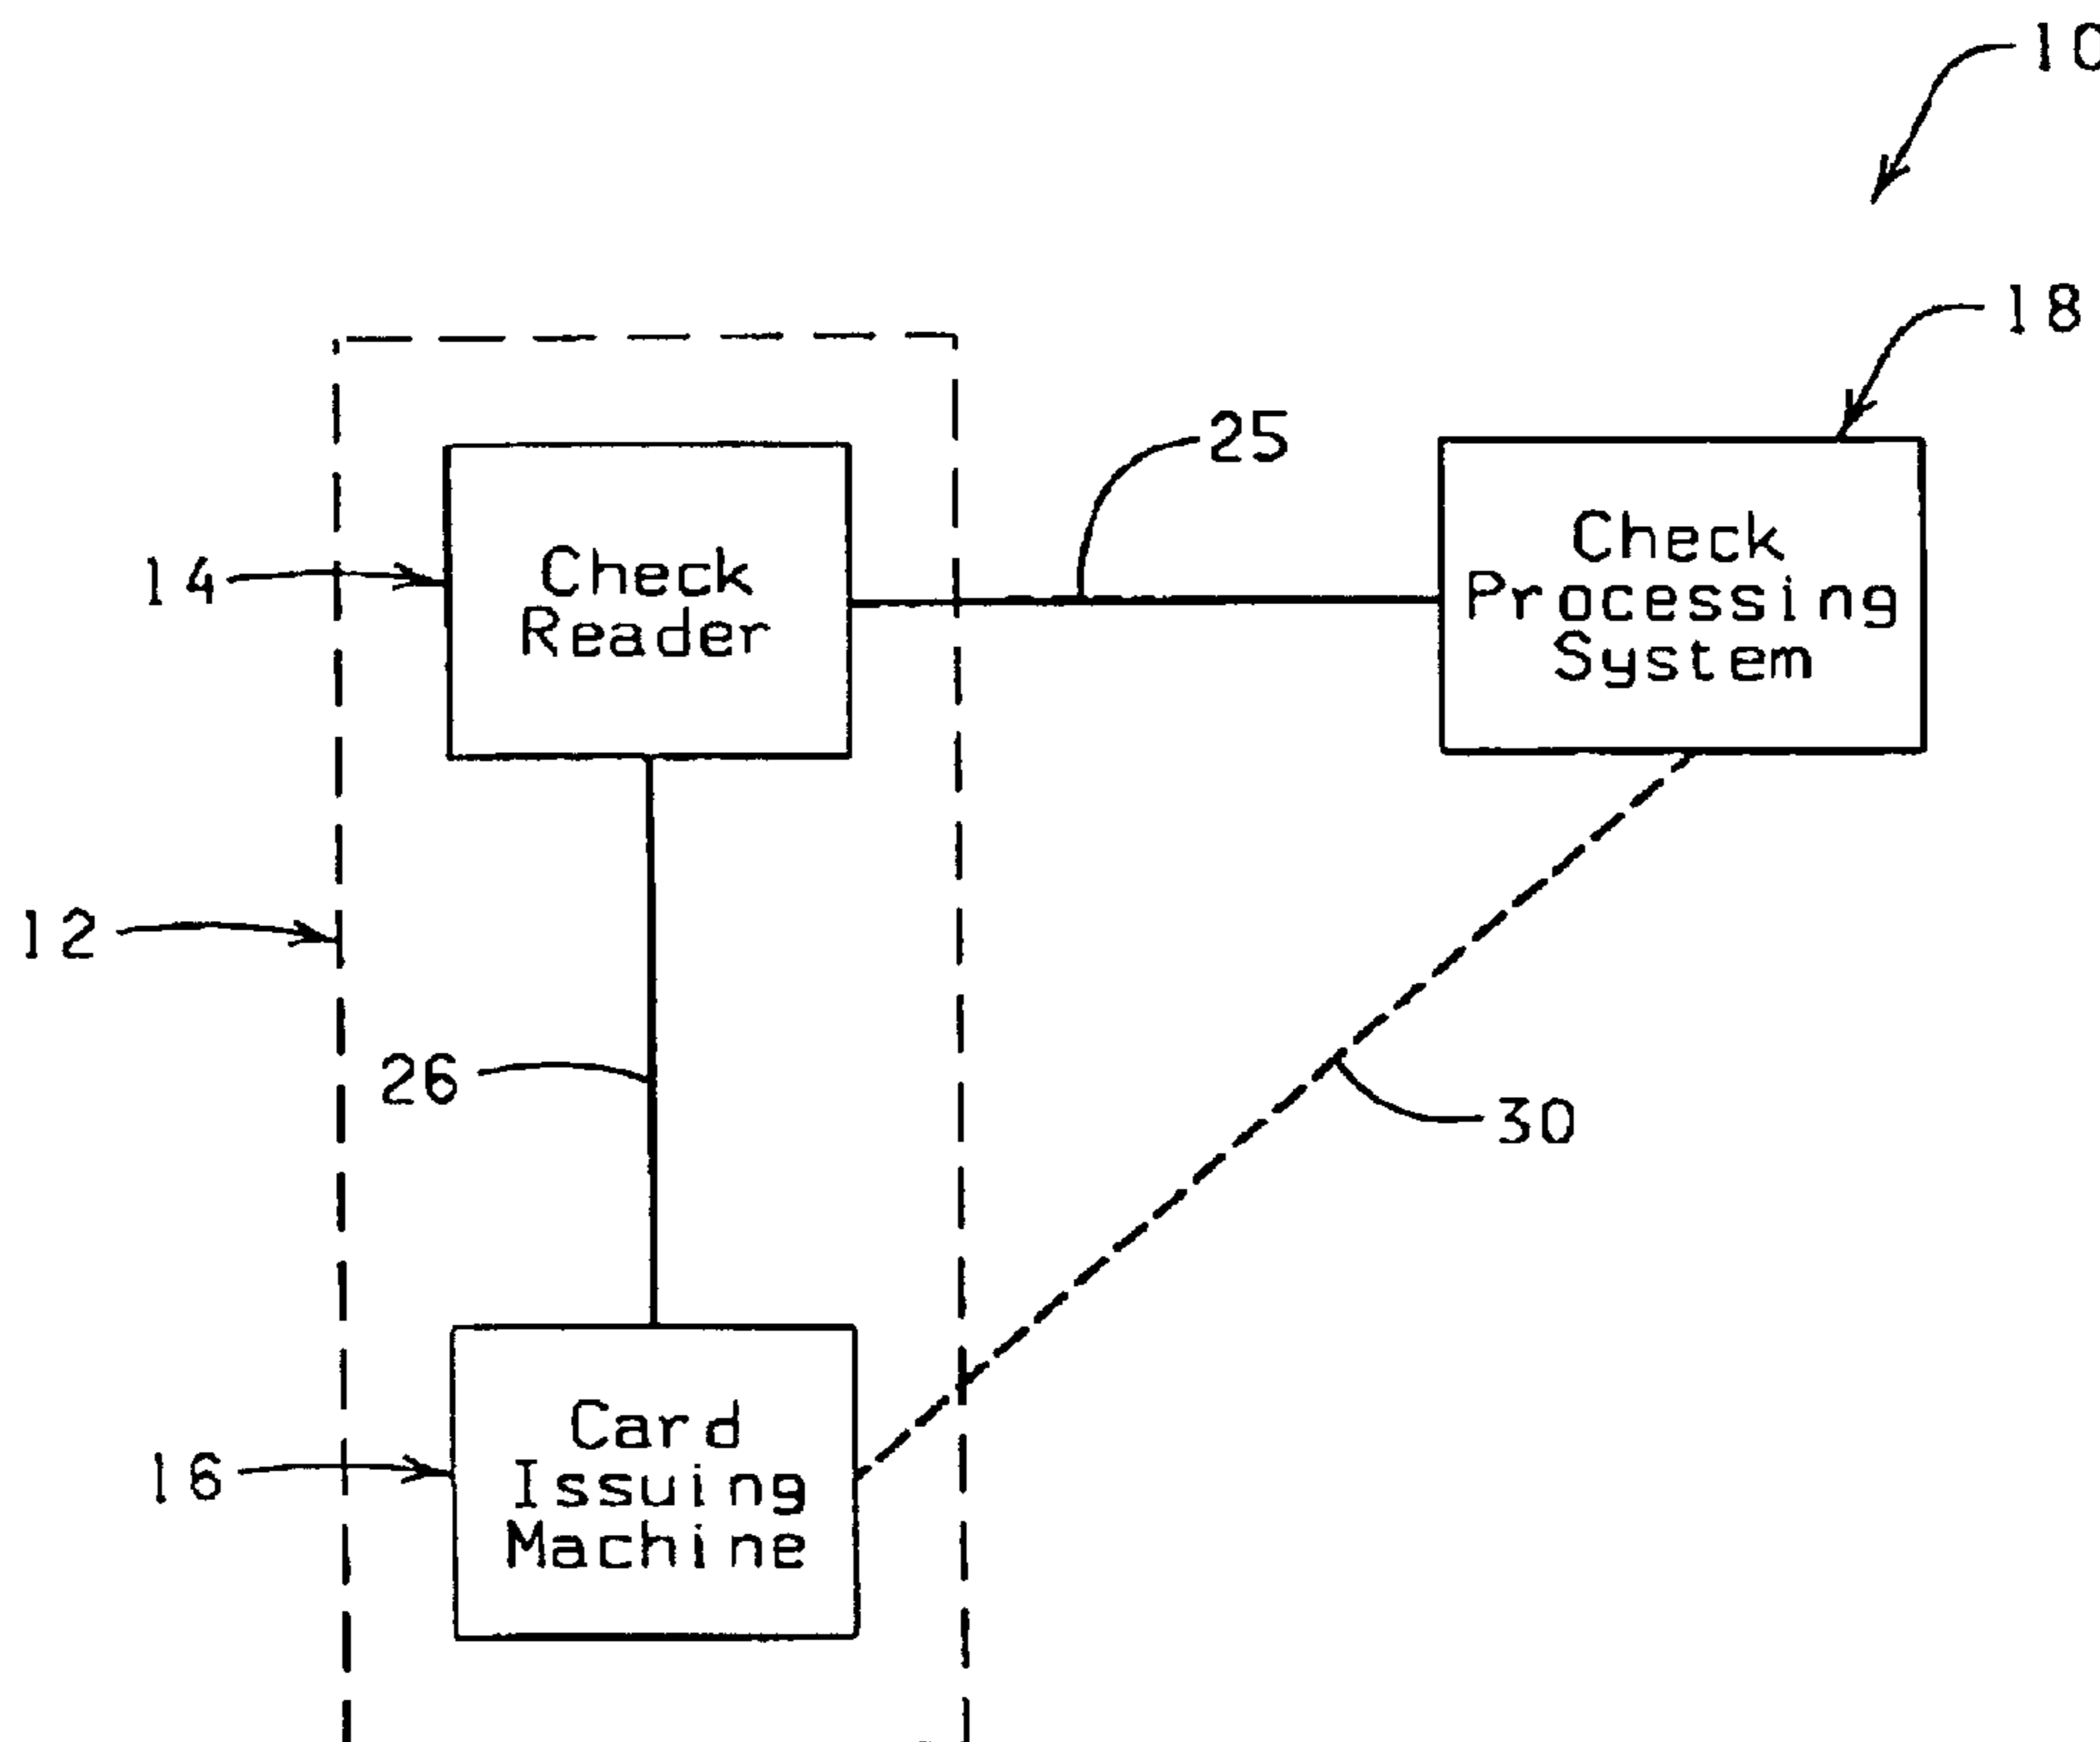 10
18
25
Check
Processing
System
14
Check
Reader
12
26
30
16
Card
Issuing
Machine